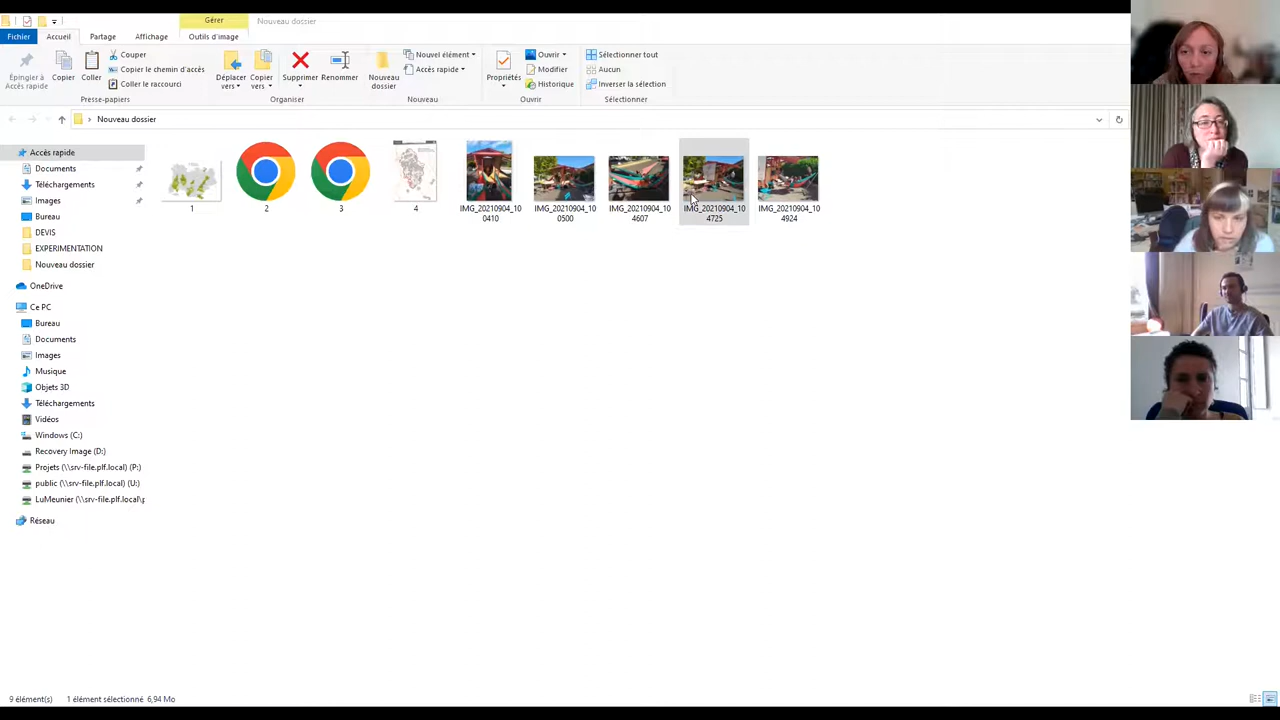 Gérer
Nouveau dossier
Fichier
Accueil
Partage
Affichage
Outils d'image
Épingler à
Accès rapide
Copier
Coller
Couper
Copier le chemin d'accès
Coller le raccourci
Presse-papiers
Déplacer
vers
Copier
vers
Supprimer
Renommer
Organiser
Nouveau
dossier
Nouvel élément
Accès rapide
Nouveau
Propriétés
Ouvrir
Modifier
Historique
Ouvrir
Sélectionner tout
Aucun
Inverser la sélection
Sélectionner
Nouveau dossier
Accès rapide
Documents
Téléchargements
Images
Bureau
DEVIS
EXPERIMENTATION
Nouveau dossier
OneDrive
Ce PC
Bureau
Documents
Images
Musique
Objets 3D
Téléchargements
Vidéos
Windows (C:)
Recovery Image (D:)
Projets (\\srv-file.plf.local) (P:)
public (\\srv-file.plf.local) (U:)
LuMeunier (\\srv-file.plf.local\p
Réseau
1
2
3
4
IMG_20210904_10
0410
IMG_20210904_10
0500
IMG_20210904_10
4607
IMG_20210904_10
4725
IMG_20210904_10
4924
9 élément(s)
1 élément sélectionné 6,94 Mo